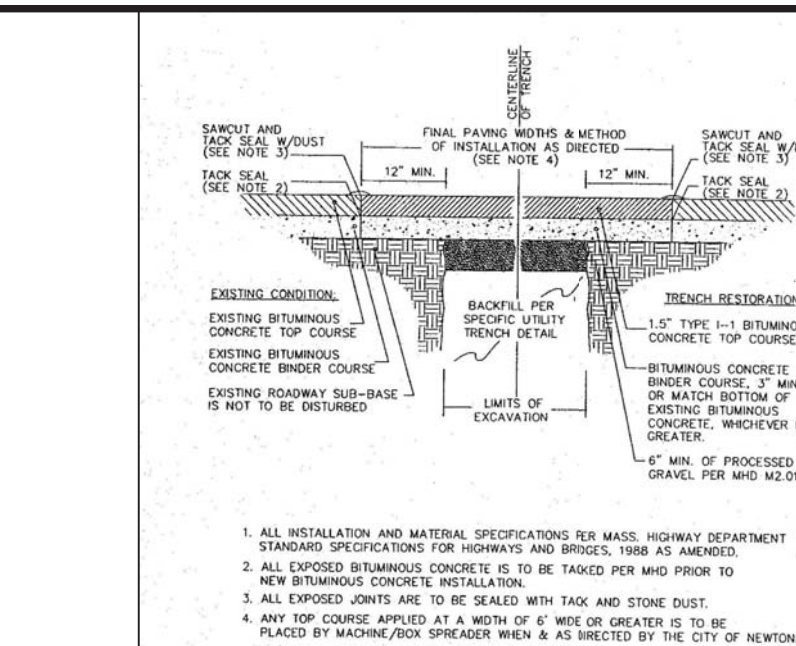 CENTERLINE
OF TRENCH
SAWCUT AND
TACK SEAL W/DUST
(SEE NOTE 3)
TACK SEAL
(SEE NOTE 2)
FINAL PAVING WIDTHS & METHOD
OF INSTALLATION AS DIRECTED
(SEE NOTE 4)
12" MIN.
12" MIN.
SAWCUT AND
TACK SEAL W/
(SEE NOTE 3)
TACK SEAL
(SEE NOTE 2)
EXISTING CONDITION:
EXISTING BITUMINOUS
CONCRETE TOP COURSE
EXISTING BITUMINOUS
CONCRETE BINDER COURSE
EXISTING ROADWAY SUB-BASE
IS NOT TO BE DISTURBED
BACKFILL PER
SPECIFIC UTILITY
TRENCH DETAIL
LIMITS OF
EXCAVATION
TRENCH RESTORATION
1.5" TYPE I-1 BITUMINO
CONCRETE TOP COURSE
BITUMINOUS CONCRETE
BINDER COURSE, 3" MIN
OR MATCH BOTTOM OF
EXISTING BITUMINOUS
CONCRETE, WHICHEVER
GREATER.
6" MIN. OF PROCESSED
GRAVEL PER MHD M2.01
1. ALL INSTALLATION AND MATERIAL SPECIFICATIONS PER MASS. HIGHWAY DEPARTMENT
STANDARD SPECIFICATIONS FOR HIGHWAYS AND BRIDGES, 1988 AS AMENDED.
2. ALL EXPOSED BITUMINOUS CONCRETE IS TO BE TACKED PER MHD PRIOR TO
NEW BITUMINOUS CONCRETE INSTALLATION.
3. ALL EXPOSED JOINTS ARE TO BE SEALED WITH TACK AND STONE DUST.
4. ANY TOP COURSE APPLIED AT A WIDTH OF 6' WIDE OR GREATER IS TO BE
PLACED BY MACHINE/BOX SPREADER WHEN & AS DIRECTED BY THE CITY OF NEWTON